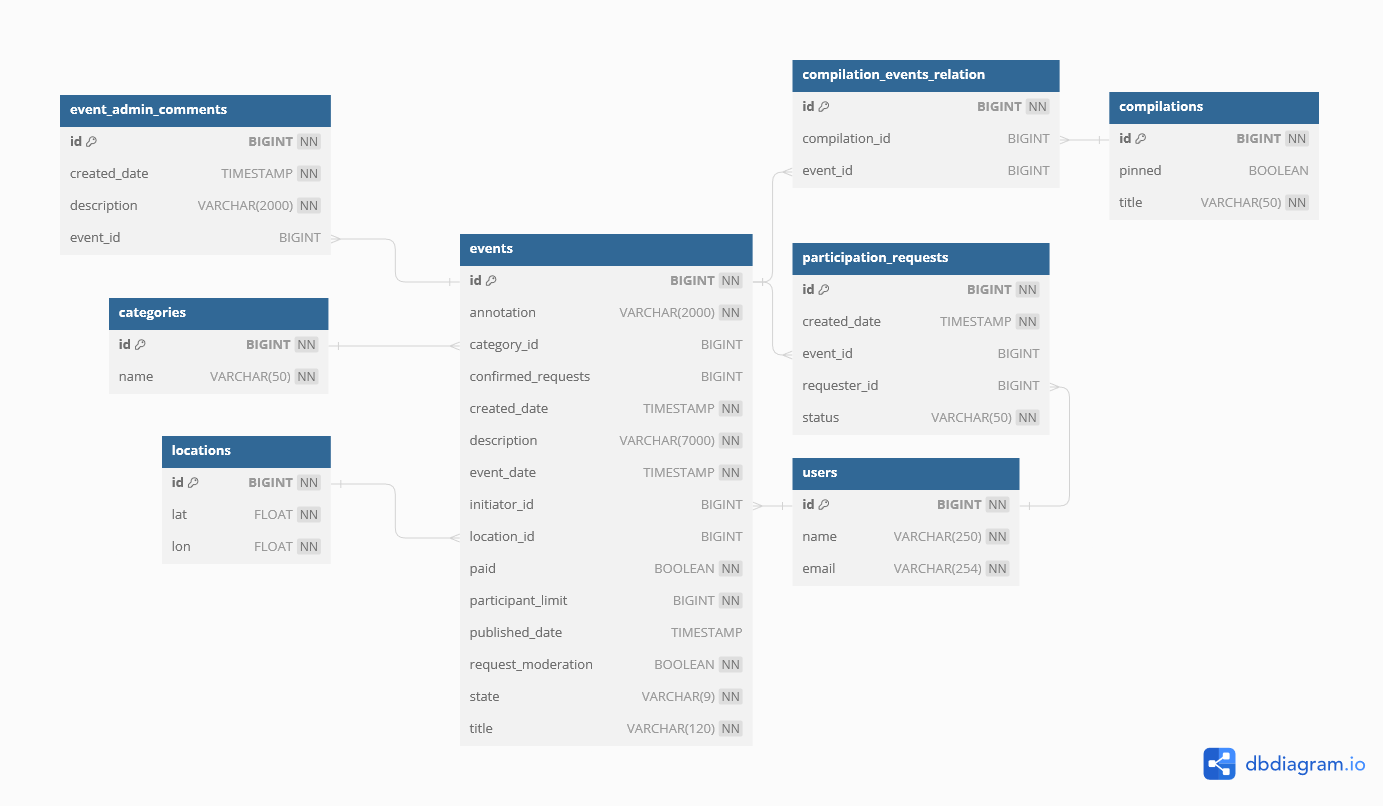 event_admin_comments
id BIGINT NN
created_date TIMESTAMP NN
description VARCHAR(2000) NN
event_id BIGINT
categories
id BIGINT NN
name VARCHAR(50) NN
locations
id BIGINT NN
lat FLOAT NN
lon FLOAT NN
events
id BIGINT NN
annotation VARCHAR(2000) NN
category_id BIGINT
confirmed_requests BIGINT
created_date TIMESTAMP NN
description VARCHAR(7000) NN
event_date TIMESTAMP NN
initiator_id BIGINT
location_id BIGINT
paid BOOLEAN NN
participant_limit BIGINT NN
published_date TIMESTAMP
request_moderation BOOLEAN NN
state VARCHAR(9) NN
title VARCHAR(120) NN
compilation_events_relation
id BIGINT NN
compilation_id BIGINT
event_id BIGINT
compilations
id BIGINT NN
pinned BOOLEAN
title VARCHAR(50) NN
participation_requests
id BIGINT NN
created_date TIMESTAMP NN
event_id BIGINT
requester_id BIGINT
status VARCHAR(50) NN
users
id BIGINT NN
name VARCHAR(250) NN
email VARCHAR(254) NN
dbdiagram.io